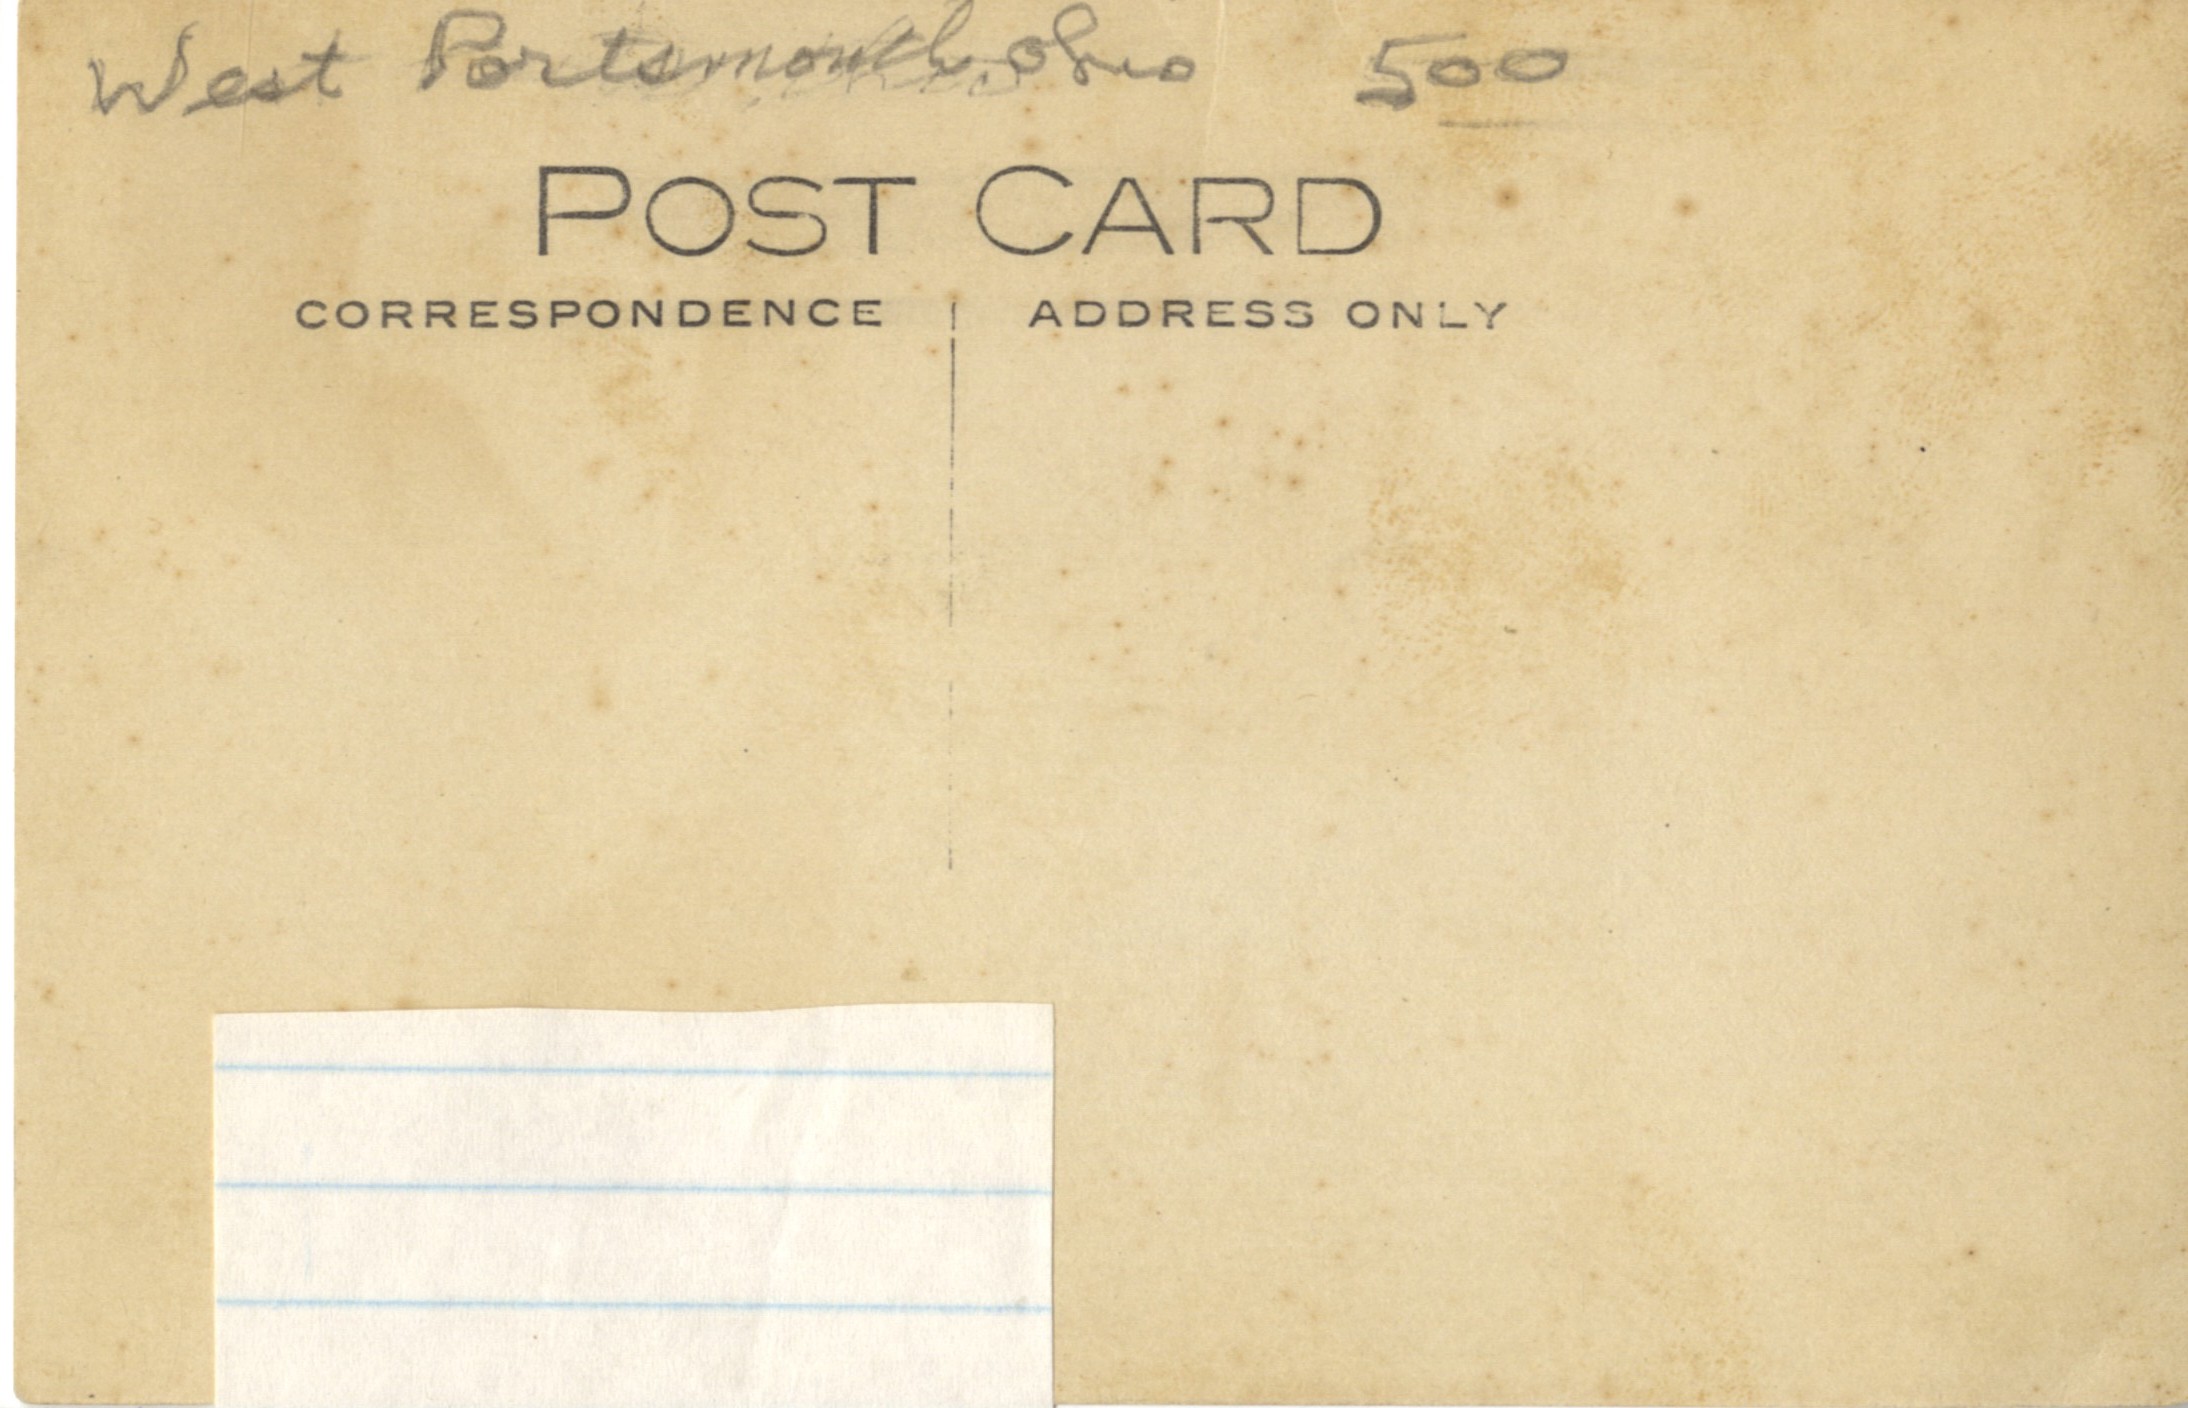 West Portsmouth, Ohio 500
POST CARD
CORRESPONDENCE ADDRESS ONLY